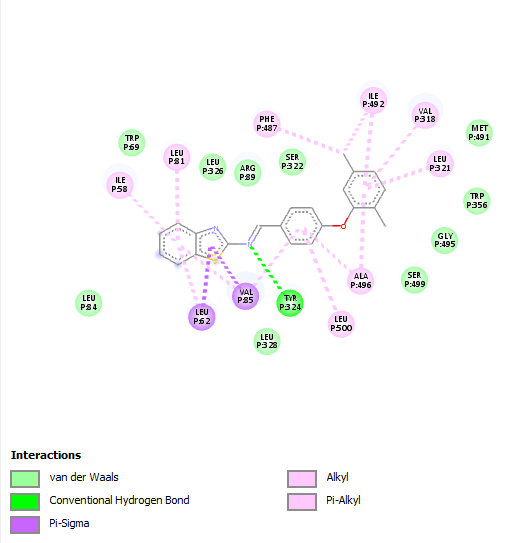 ILE
P:492
VAL
P:318
PHE
P:487
MET
P:491
TRP
P:69
LEU
P:81
SER
P:322
LEU
P:321
LEU
P:326
ARG
P:89
ILE
P:58
TRP
P:356
N
N
O
S
GLY
P:495
ALA
P:496
SER
P:499
VAL
P:85
TYR
P:324
LEU
P:84
LEU
P:62
LEU
P:500
LEU
P:328
Interactions
van der Waals
Conventional Hydrogen Bond
Pi-Sigma
Alkyl
Pi-Alkyl